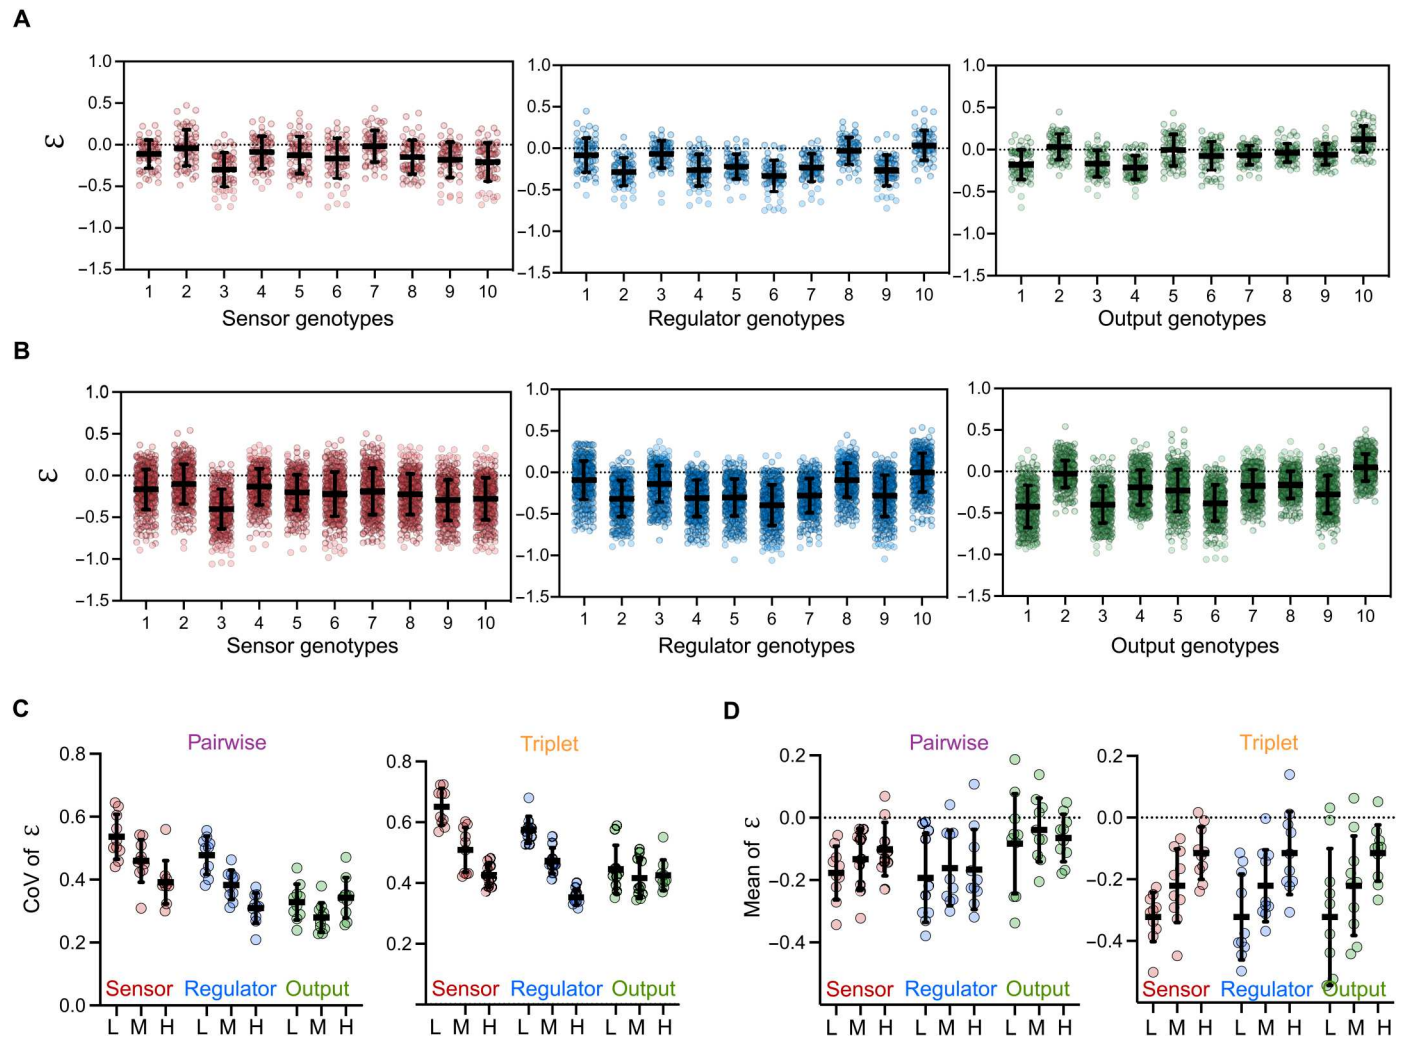 A
1.0
0.5
0.0
−0.5
−1.0
−1.5
ε
1 2 3 4 5 6 7 8 9 10
Sensor genotypes
1.0
0.5
0.0
−0.5
−1.0
−1.5
1 2 3 4 5 6 7 8 9 10
Regulator genotypes
1.0
0.5
0.0
−0.5
−1.0
−1.5
1 2 3 4 5 6 7 8 9 10
Output genotypes
B
1.0
0.5
0.0
−0.5
−1.0
−1.5
ε
1 2 3 4 5 6 7 8 9 10
Sensor genotypes
1.0
0.5
0.0
−0.5
−1.0
−1.5
1 2 3 4 5 6 7 8 9 10
Regulator genotypes
1.0
0.5
0.0
−0.5
−1.0
−1.5
1 2 3 4 5 6 7 8 9 10
Output genotypes
C
Pairwise
0.8
0.6
0.4
0.2
0.0
CoV of ε
Sensor Regulator Output
L M H L M H L M H
Triplet
0.8
0.6
0.4
0.2
Sensor Regulator Output
L M H L M H L M H
D
Pairwise
0.2
0.0
−0.2
−0.4
Mean of ε
Sensor Regulator Output
L M H L M H L M H
Triplet
0.2
−0.0
−0.2
−0.4
Sensor Regulator Output
L M H L M H L M H